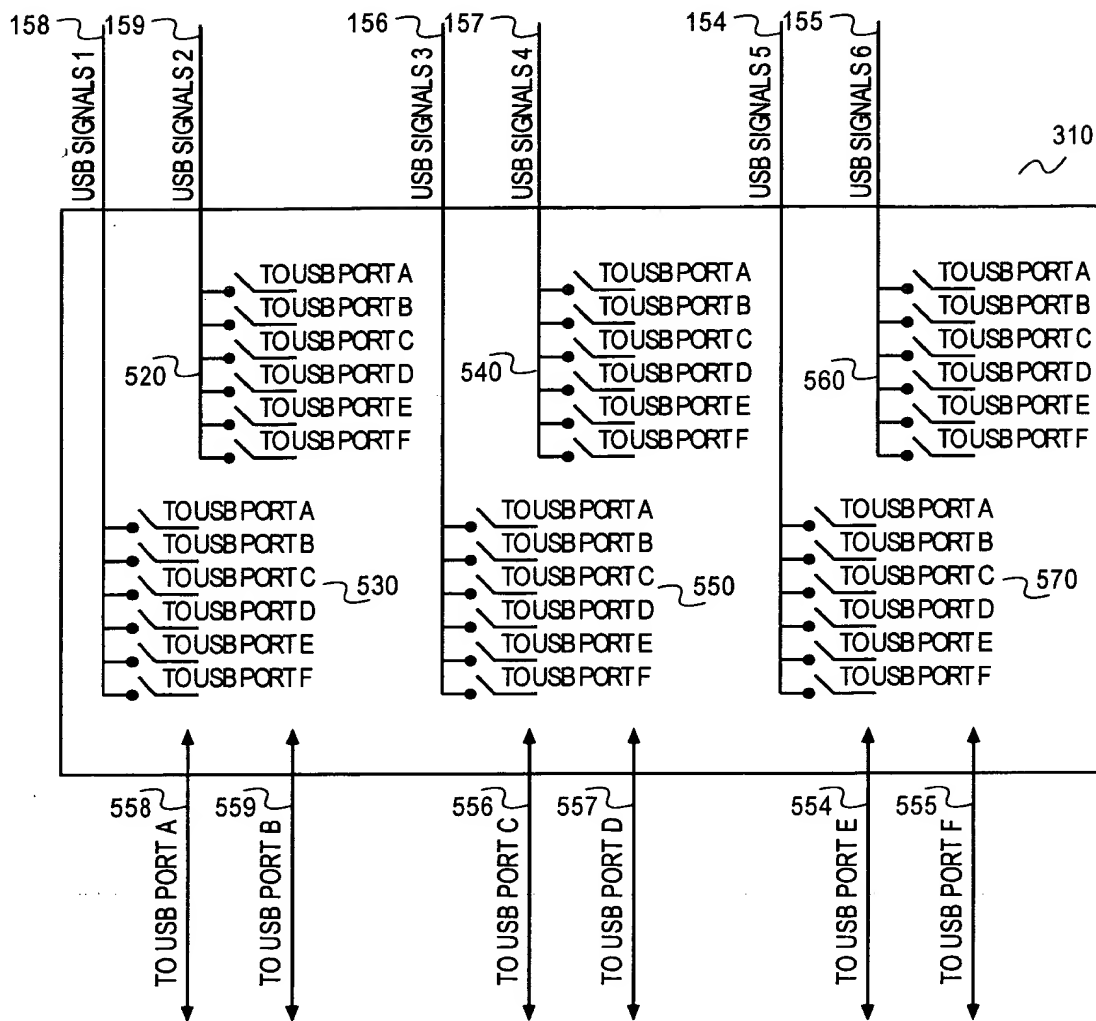 158
159
156
157
154
155
USB SIGNALS 1
USB SIGNALS 2
USB SIGNALS 3
USB SIGNALS 4
USB SIGNALS 5
USB SIGNALS 6
310
TO USB PORT A
TO USB PORT B
TO USB PORT C
TO USB PORT D
TO USB PORT E
TO USB PORT F
520
TO USB PORT A
TO USB PORT B
TO USB PORT C
TO USB PORT D
TO USB PORT E
TO USB PORT F
540
TO USB PORT A
TO USB PORT B
TO USB PORT C
TO USB PORT D
TO USB PORT E
TO USB PORT F
560
TO USB PORT A
TO USB PORT B
TO USB PORT C
TO USB PORT D
TO USB PORT E
TO USB PORT F
530
TO USB PORT A
TO USB PORT B
TO USB PORT C
TO USB PORT D
TO USB PORT E
TO USB PORT F
550
TO USB PORT A
TO USB PORT B
TO USB PORT C
TO USB PORT D
TO USB PORT E
TO USB PORT F
570
558
559
556
557
554
555
TO USB PORT A
TO USB PORT B
TO USB PORT C
TO USB PORT D
TO USB PORT E
TO USB PORT F